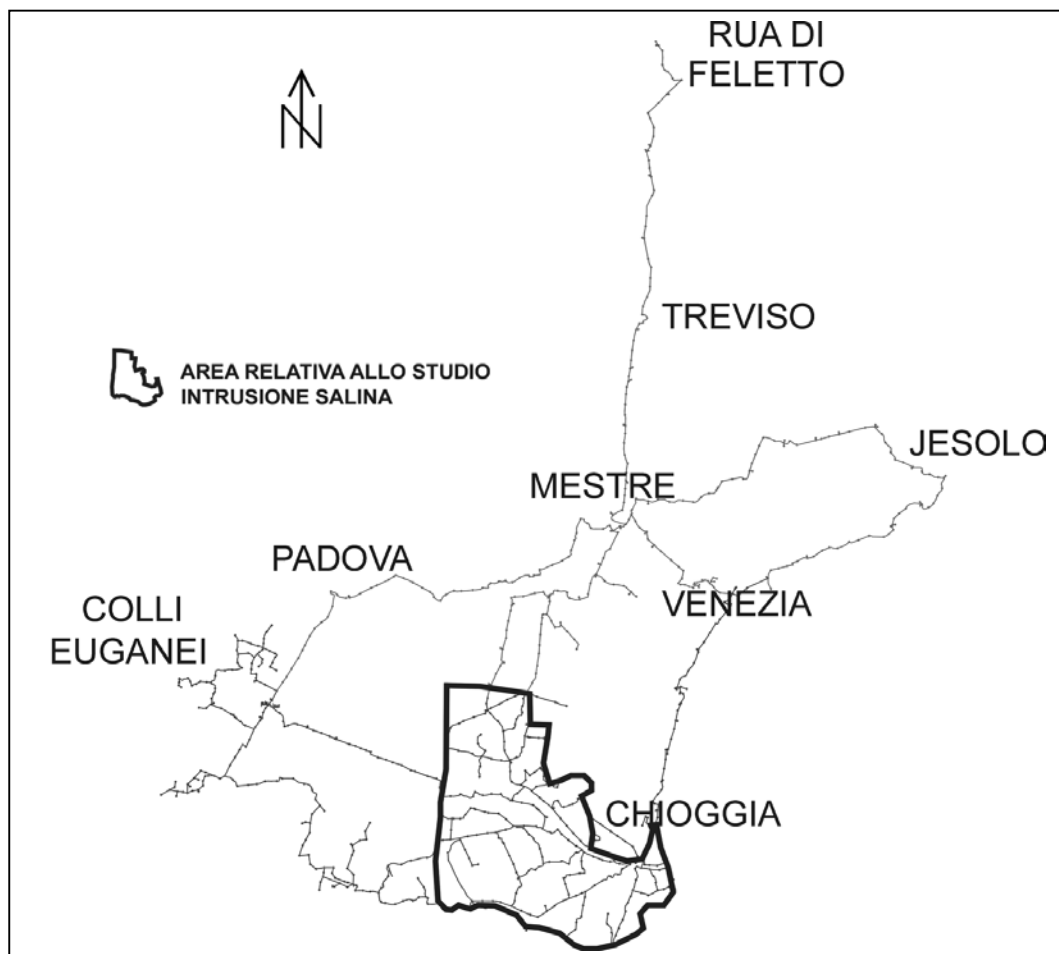 RUA DI
FELETTO
N
TREVISO
AREA RELATIVA ALLO STUDIO
INTRUSIONE SALINA
JESOLO
MESTRE
PADOVA
VENEZIA
COLLI
EUGANEI
CHIOGGIA